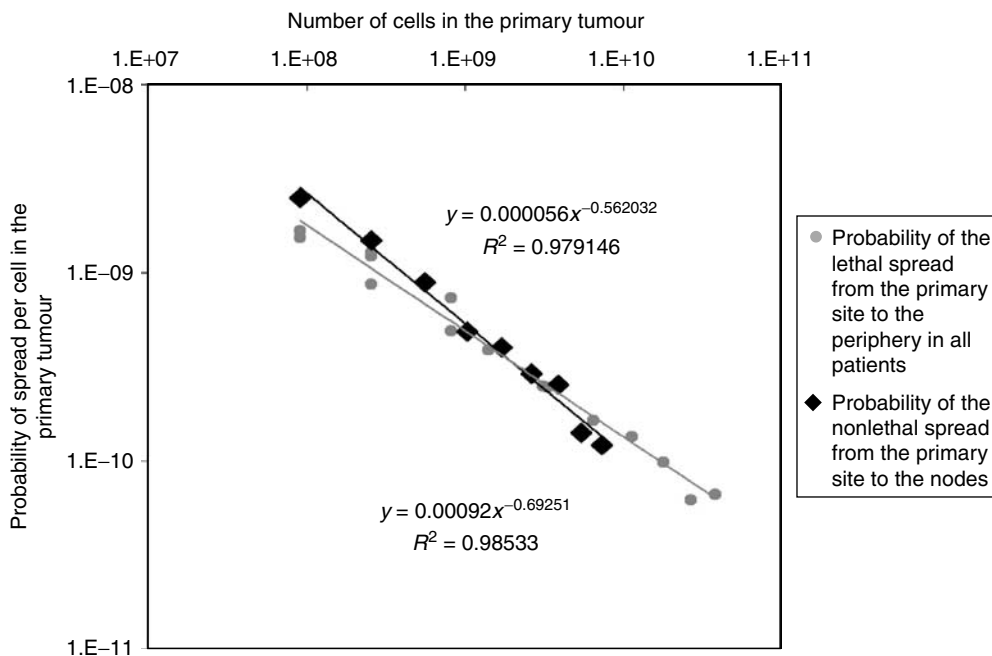 Number of cells in the primary tumour
1.E+07 1.E+08 1.E+09 1.E+10 1.E+11
1.E−08
1.E−09
1.E−10
1.E−11
Probability of spread per cell in the
primary tumour
y = 0.000056x^−0.562032
R² = 0.979146
y = 0.00092x^−0.69251
R² = 0.98533
Probability of the
lethal spread
from the primary
site to the
periphery in all
patients
Probability of the
nonlethal spread
from the primary
site to the nodes